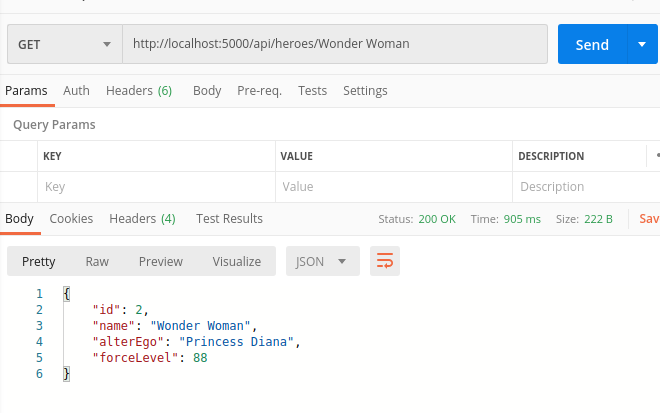 GET http://localhost:5000/api/heroes/Wonder Woman Send
Params Auth Headers (6) Body Pre-req. Tests Settings
Query Params
KEY VALUE DESCRIPTION
Key Value Description
Body Cookies Headers (4) Test Results Status: 200 OK Time: 905 ms Size: 222 B Sav
Pretty Raw Preview Visualize JSON
1 {
2 "id": 2,
3 "name": "Wonder Woman",
4 "alterEgo": "Princess Diana",
5 "forceLevel": 88
6 }